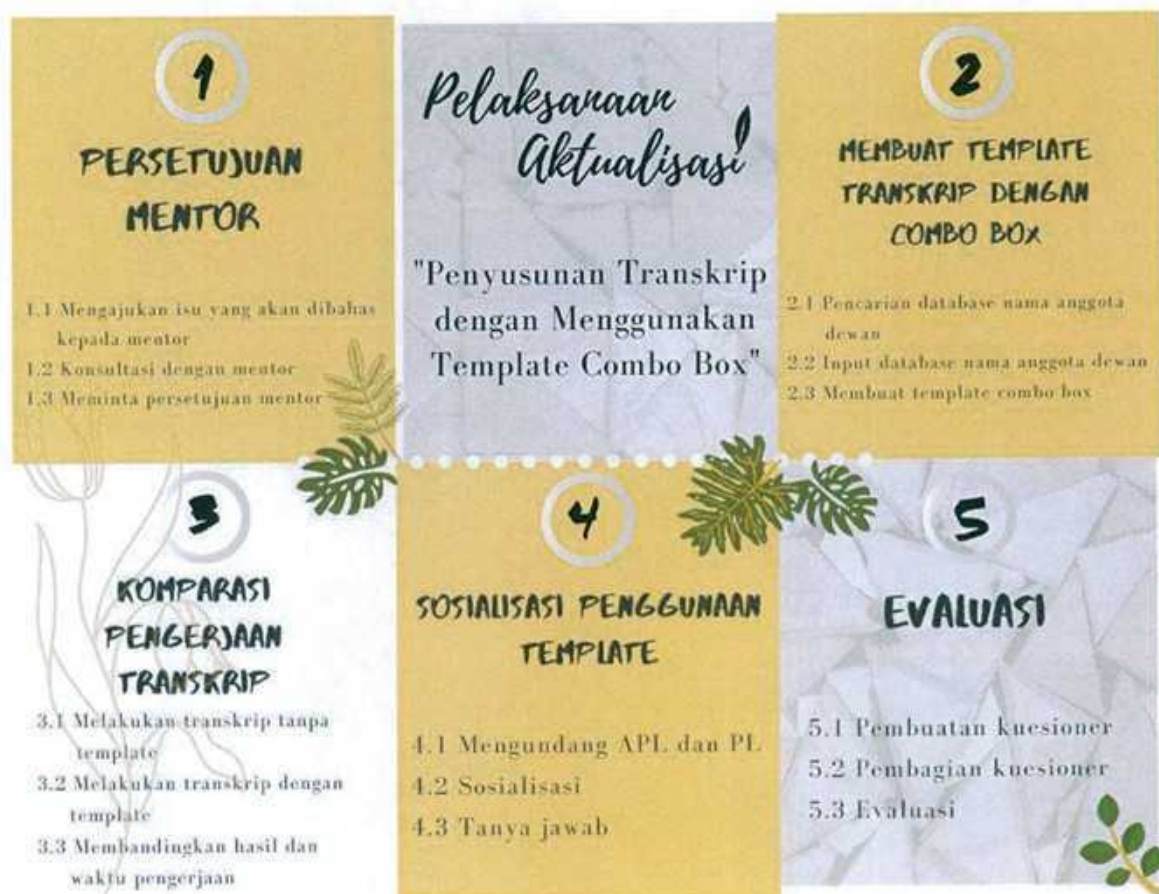 1
PERSETUJUAN
MENTOR
1.1 Mengajukan isu yang akan dibahas
kepada mentor
1.2 Konsultasi dengan mentor
1.3 Meminta persetujuan mentor
Pelaksanaan
Aktualisasi
"Penyusunan Transkrip
dengan Menggunakan
Template Combo Box"
2
MEMBUAT TEMPLATE
TRANSKRIP DENGAN
COMBO BOX
2.1 Pencarian database nama anggota
dewan
2.2 Input database nama anggota dewan
2.3 Membuat template combo box
3
KOMPARASI
PENGERJAAN
TRANSKRIP
3.1 Melakukan transkrip tanpa
template
3.2 Melakukan transkrip dengan
template
3.3 Membandingkan hasil dan
waktu pengerjaan
4
SOSIALISASI PENGGUNAAN
TEMPLATE
4.1 Mengundang APL dan PL
4.2 Sosialisasi
4.3 Tanya jawab
5
EVALUASI
5.1 Pembuatan kuesioner
5.2 Pembagian kuesioner
5.3 Evaluasi